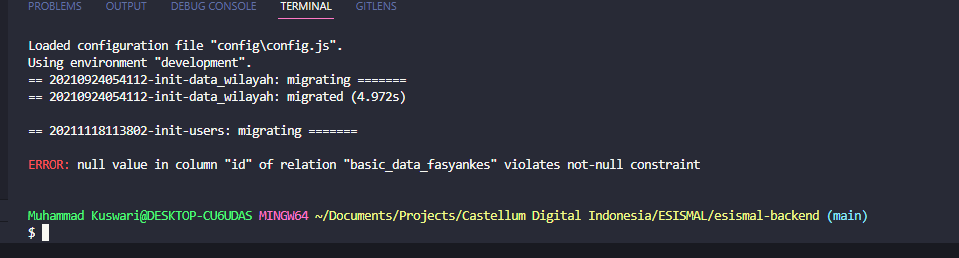 PROBLEMS OUTPUT DEBUG CONSOLE TERMINAL GITLENS
Loaded configuration file "config\config.js".
Using environment "development".
== 20210924054112-init-data_wilayah: migrating =======
== 20210924054112-init-data_wilayah: migrated (4.972s)
== 20211118113802-init-users: migrating =======
ERROR: null value in column "id" of relation "basic_data_fasyankes" violates not-null constraint
Muhammad Kuswari@DESKTOP-CU6UDAS MINGW64 ~/Documents/Projects/Castellum Digital Indonesia/ESISMAL/esismal-backend (main)
$